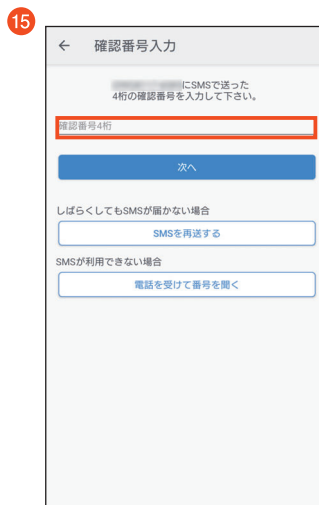 15
← 確認番号入力
にSMSで送った
4桁の確認番号を入力して下さい。
確認番号4桁
次へ
しばらくしてもSMSが届かない場合
SMSを再送する
SMSが利用できない場合
電話を受けて番号を聞く